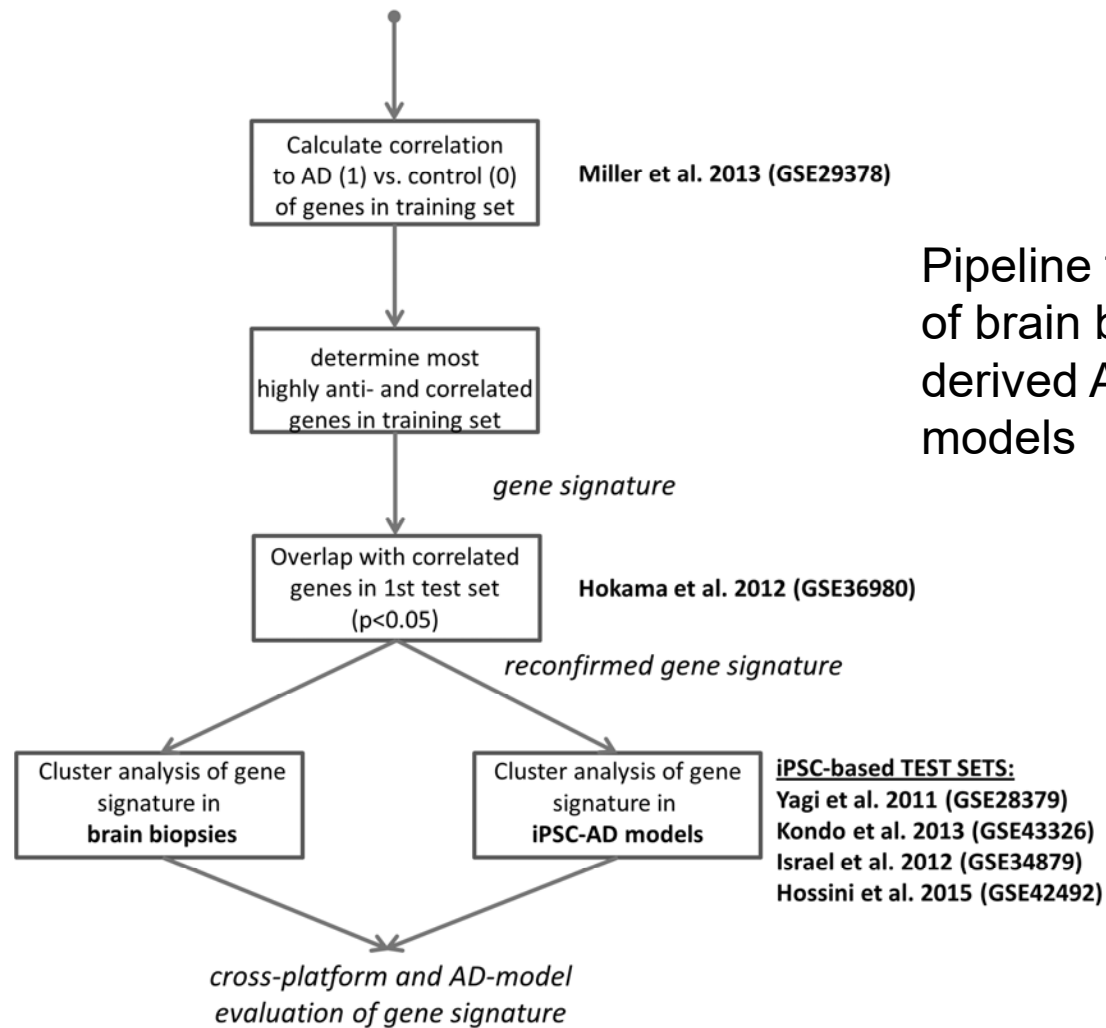 Calculate correlation
to AD (1) vs. control (0)
of genes in training set
Miller et al. 2013 (GSE29378)
Pipeline
of brain
derived
models
determine most
highly anti- and correlated
genes in training set
gene signature
Overlap with correlated
genes in 1st test set
(p<0.05)
Hokama et al. 2012 (GSE36980)
reconfirmed gene signature
Cluster analysis of gene
signature in
brain biopsies
Cluster analysis of gene
signature in
iPSC-AD models
iPSC-based TEST SETS:
Yagi et al. 2011 (GSE28379)
Kondo et al. 2013 (GSE43326)
Israel et al. 2012 (GSE34879)
Hossini et al. 2015 (GSE42492)
cross-platform and AD-model
evaluation of gene signature